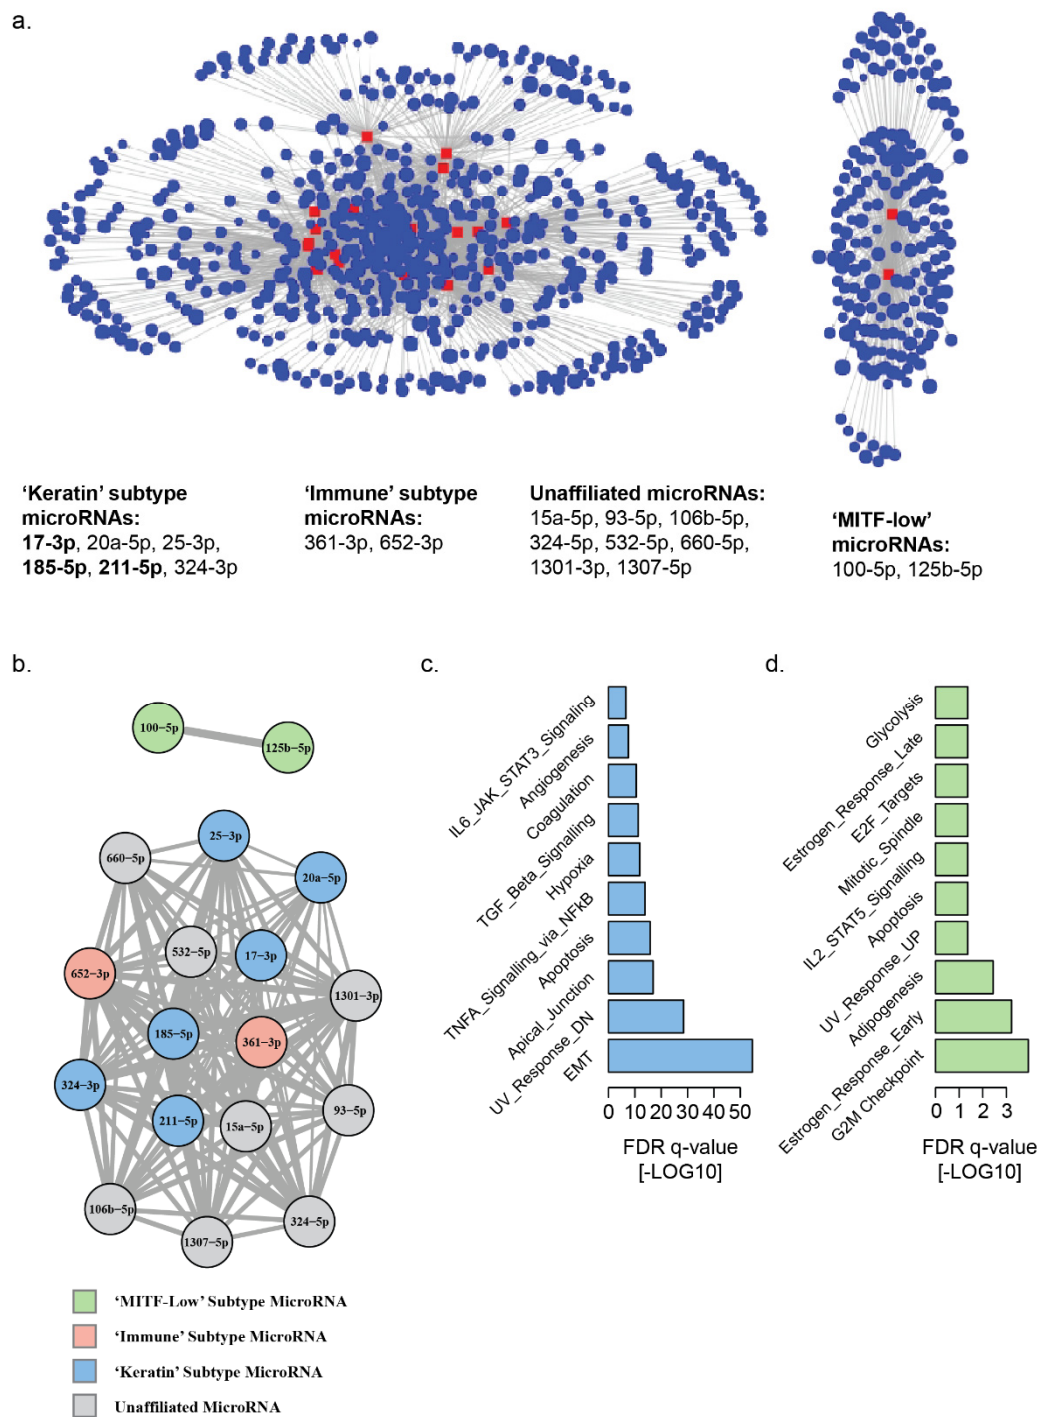 a.
‘Keratin’ subtype
microRNAs:
17-3p, 20a-5p, 25-3p,
185-5p, 211-5p, 324-3p
‘Immune’ subtype
microRNAs:
361-3p, 652-3p
Unaffiliated microRNAs:
15a-5p, 93-5p, 106b-5p,
324-5p, 532-5p, 660-5p,
1301-3p, 1307-5p
‘MITF-low’
microRNAs:
100-5p, 125b-5p
b.
100–5p
125b–5p
25–3p
660–5p
20a–5p
532–5p
17–3p
652–3p
1301–3p
185–5p
361–3p
324–3p
93–5p
211–5p
15a–5p
106b–5p
324–5p
1307–5p
‘MITF-Low’ Subtype MicroRNA
‘Immune’ Subtype MicroRNA
‘Keratin’ Subtype MicroRNA
Unaffiliated MicroRNA
c.
IL6_JAK_STAT3_Signaling
Angiogenesis
Coagulation
TGF_Beta_Signalling
Hypoxia
TNFA_Signalling_via_NFkB
Apoptosis
Apical_Junction
UV_Response_DN
EMT
0 10 20 30 40 50
FDR q-value
[-LOG10]
d.
Glycolysis
Estrogen_Response_Late
E2F_Targets
Mitotic_Spindle
IL2_STAT5_Signalling
Apoptosis
UV_Response_UP
Adipogenesis
Estrogen_Response_Early
G2M Checkpoint
0 1 2 3
FDR q-value
[-LOG10]